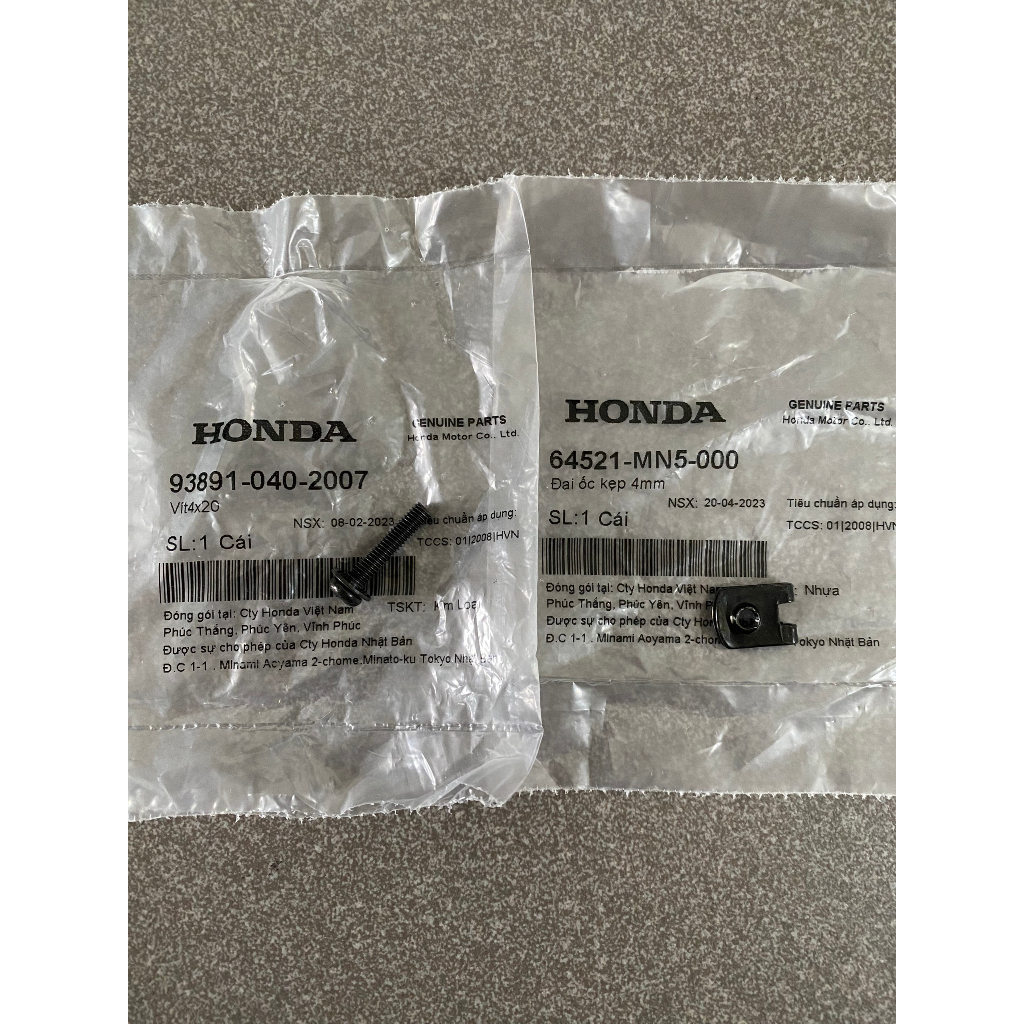 HONDA
GENUINE PARTS
Honda Motor Co., Ltd.
93891-040-2007
Vít4x20
NSX: 08-02-2023
Tiêu chuẩn áp dụng:
SL:1 Cái
TCCS: 01|2008|HVN
Đóng gói tại: Cty Honda Việt Nam
TSKT: Kim Loại
Phúc Thắng, Phúc Yên, Vĩnh Phúc
Được sự cho phép của Cty Honda Nhật Bản
Đ.C 1-1 . Minami Aoyama 2-chome.Minato-ku Tokyo Nhật Bản
HONDA
GENUINE PARTS
Honda Motor Co., Ltd.
64521-MN5-000
Đai ốc kẹp 4mm
NSX: 20-04-2023
Tiêu chuẩn áp dụng:
SL:1 Cái
TCCS: 01|2008|HVN
Đóng gói tại: Cty Honda Việt
: Nhựa
Phúc Thắng, Phúc Yên, Vĩnh
Được sự cho phép của Cty
Đ.C 1-1 . Minami Aoyama Tokyo Nhật Bản